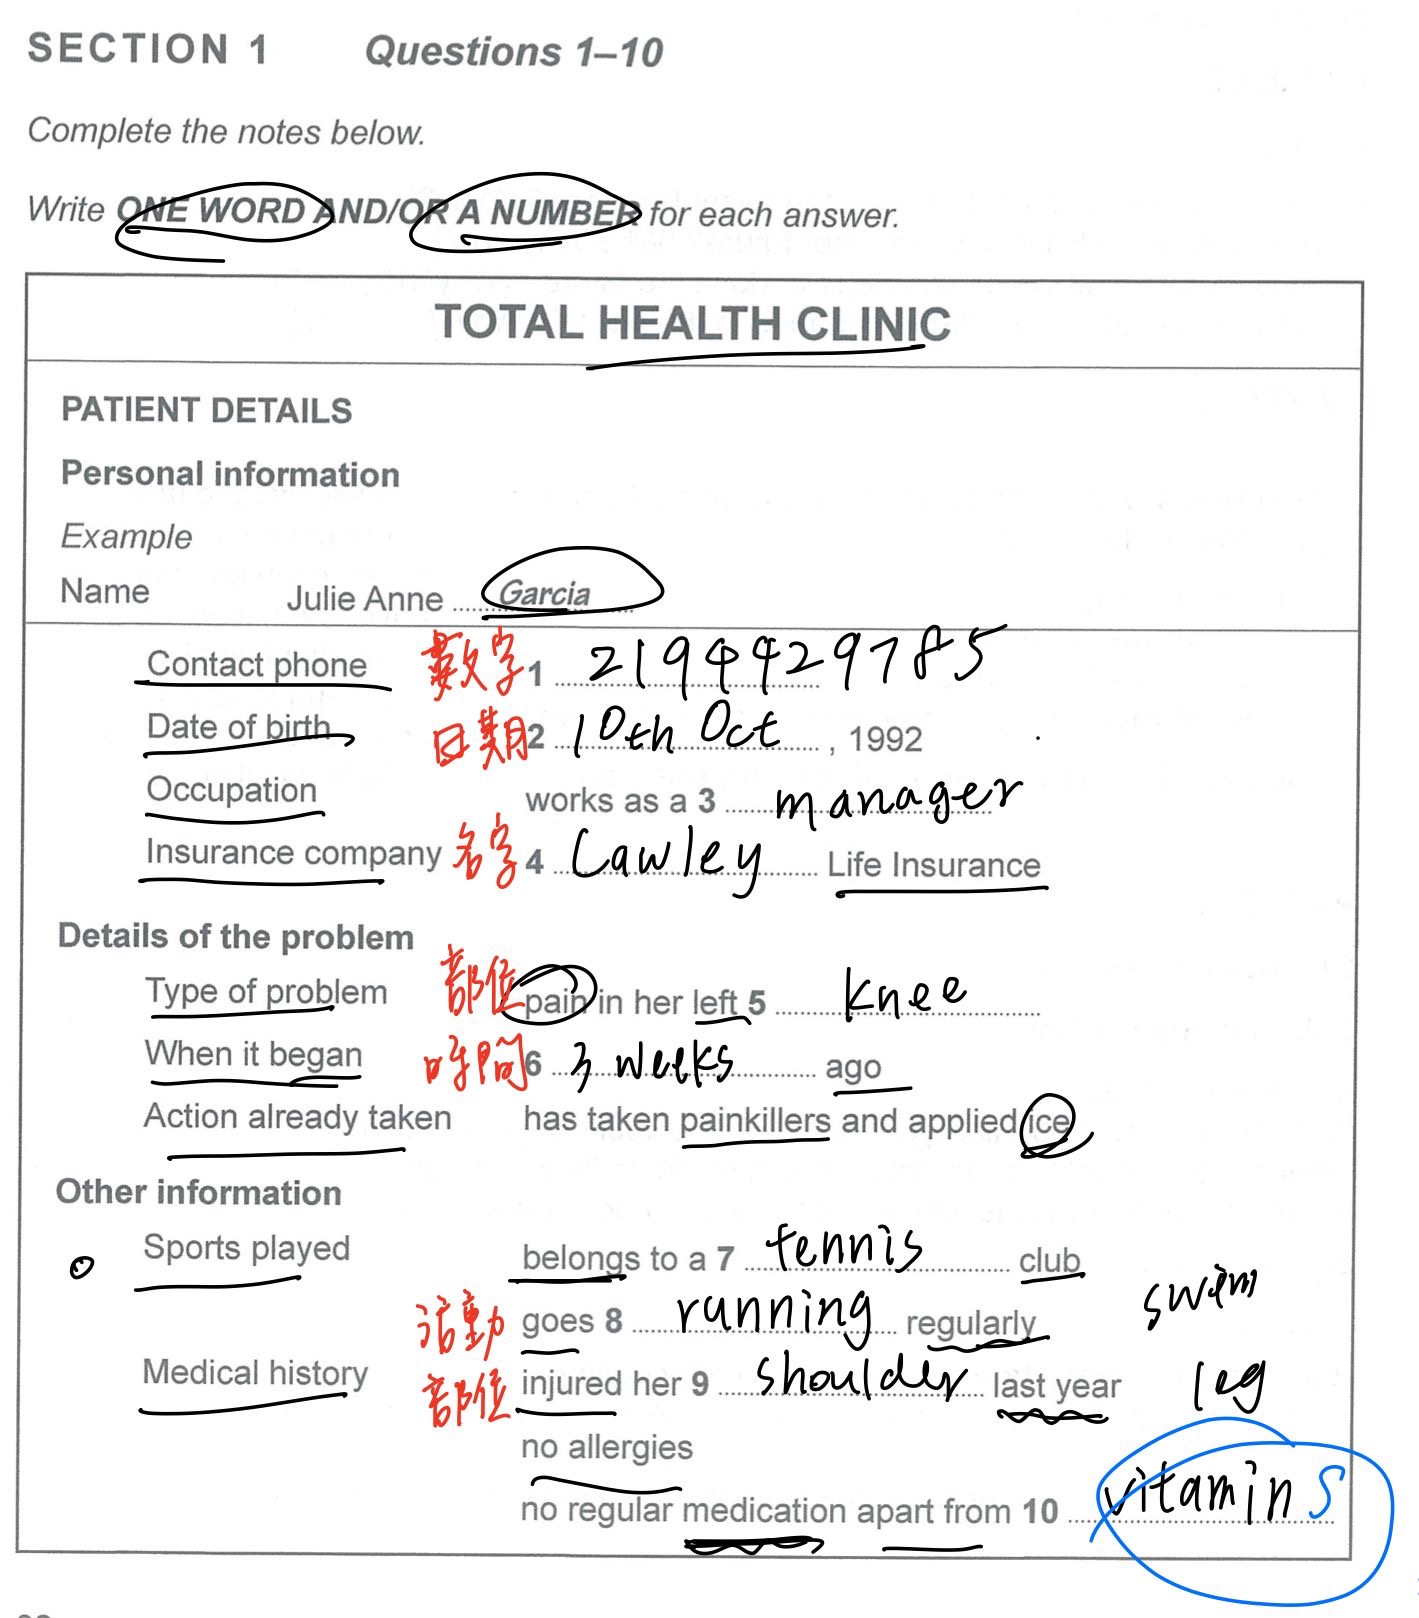 SECTION 1 Questions 1–10
Complete the notes below.
Write ONE WORD AND/OR A NUMBER for each answer.
TOTAL HEALTH CLINIC
PATIENT DETAILS
Personal information
Example
Name Julie Anne Garcia
Contact phone 數字 1 2194429785
Date of birth 日期 2 10th Oct , 1992
Occupation works as a 3 manager
Insurance company 名字 4 Cawley Life Insurance
Details of the problem
Type of problem 部位 pain in her left 5 knee
When it began 時間 6 3 weeks ago
Action already taken has taken painkillers and applied ice
Other information
Sports played belongs to a 7 tennis club
活動 goes 8 running regularly swim
Medical history 部位 injured her 9 shoulder last year leg
no allergies
no regular medication apart from 10 vitamins